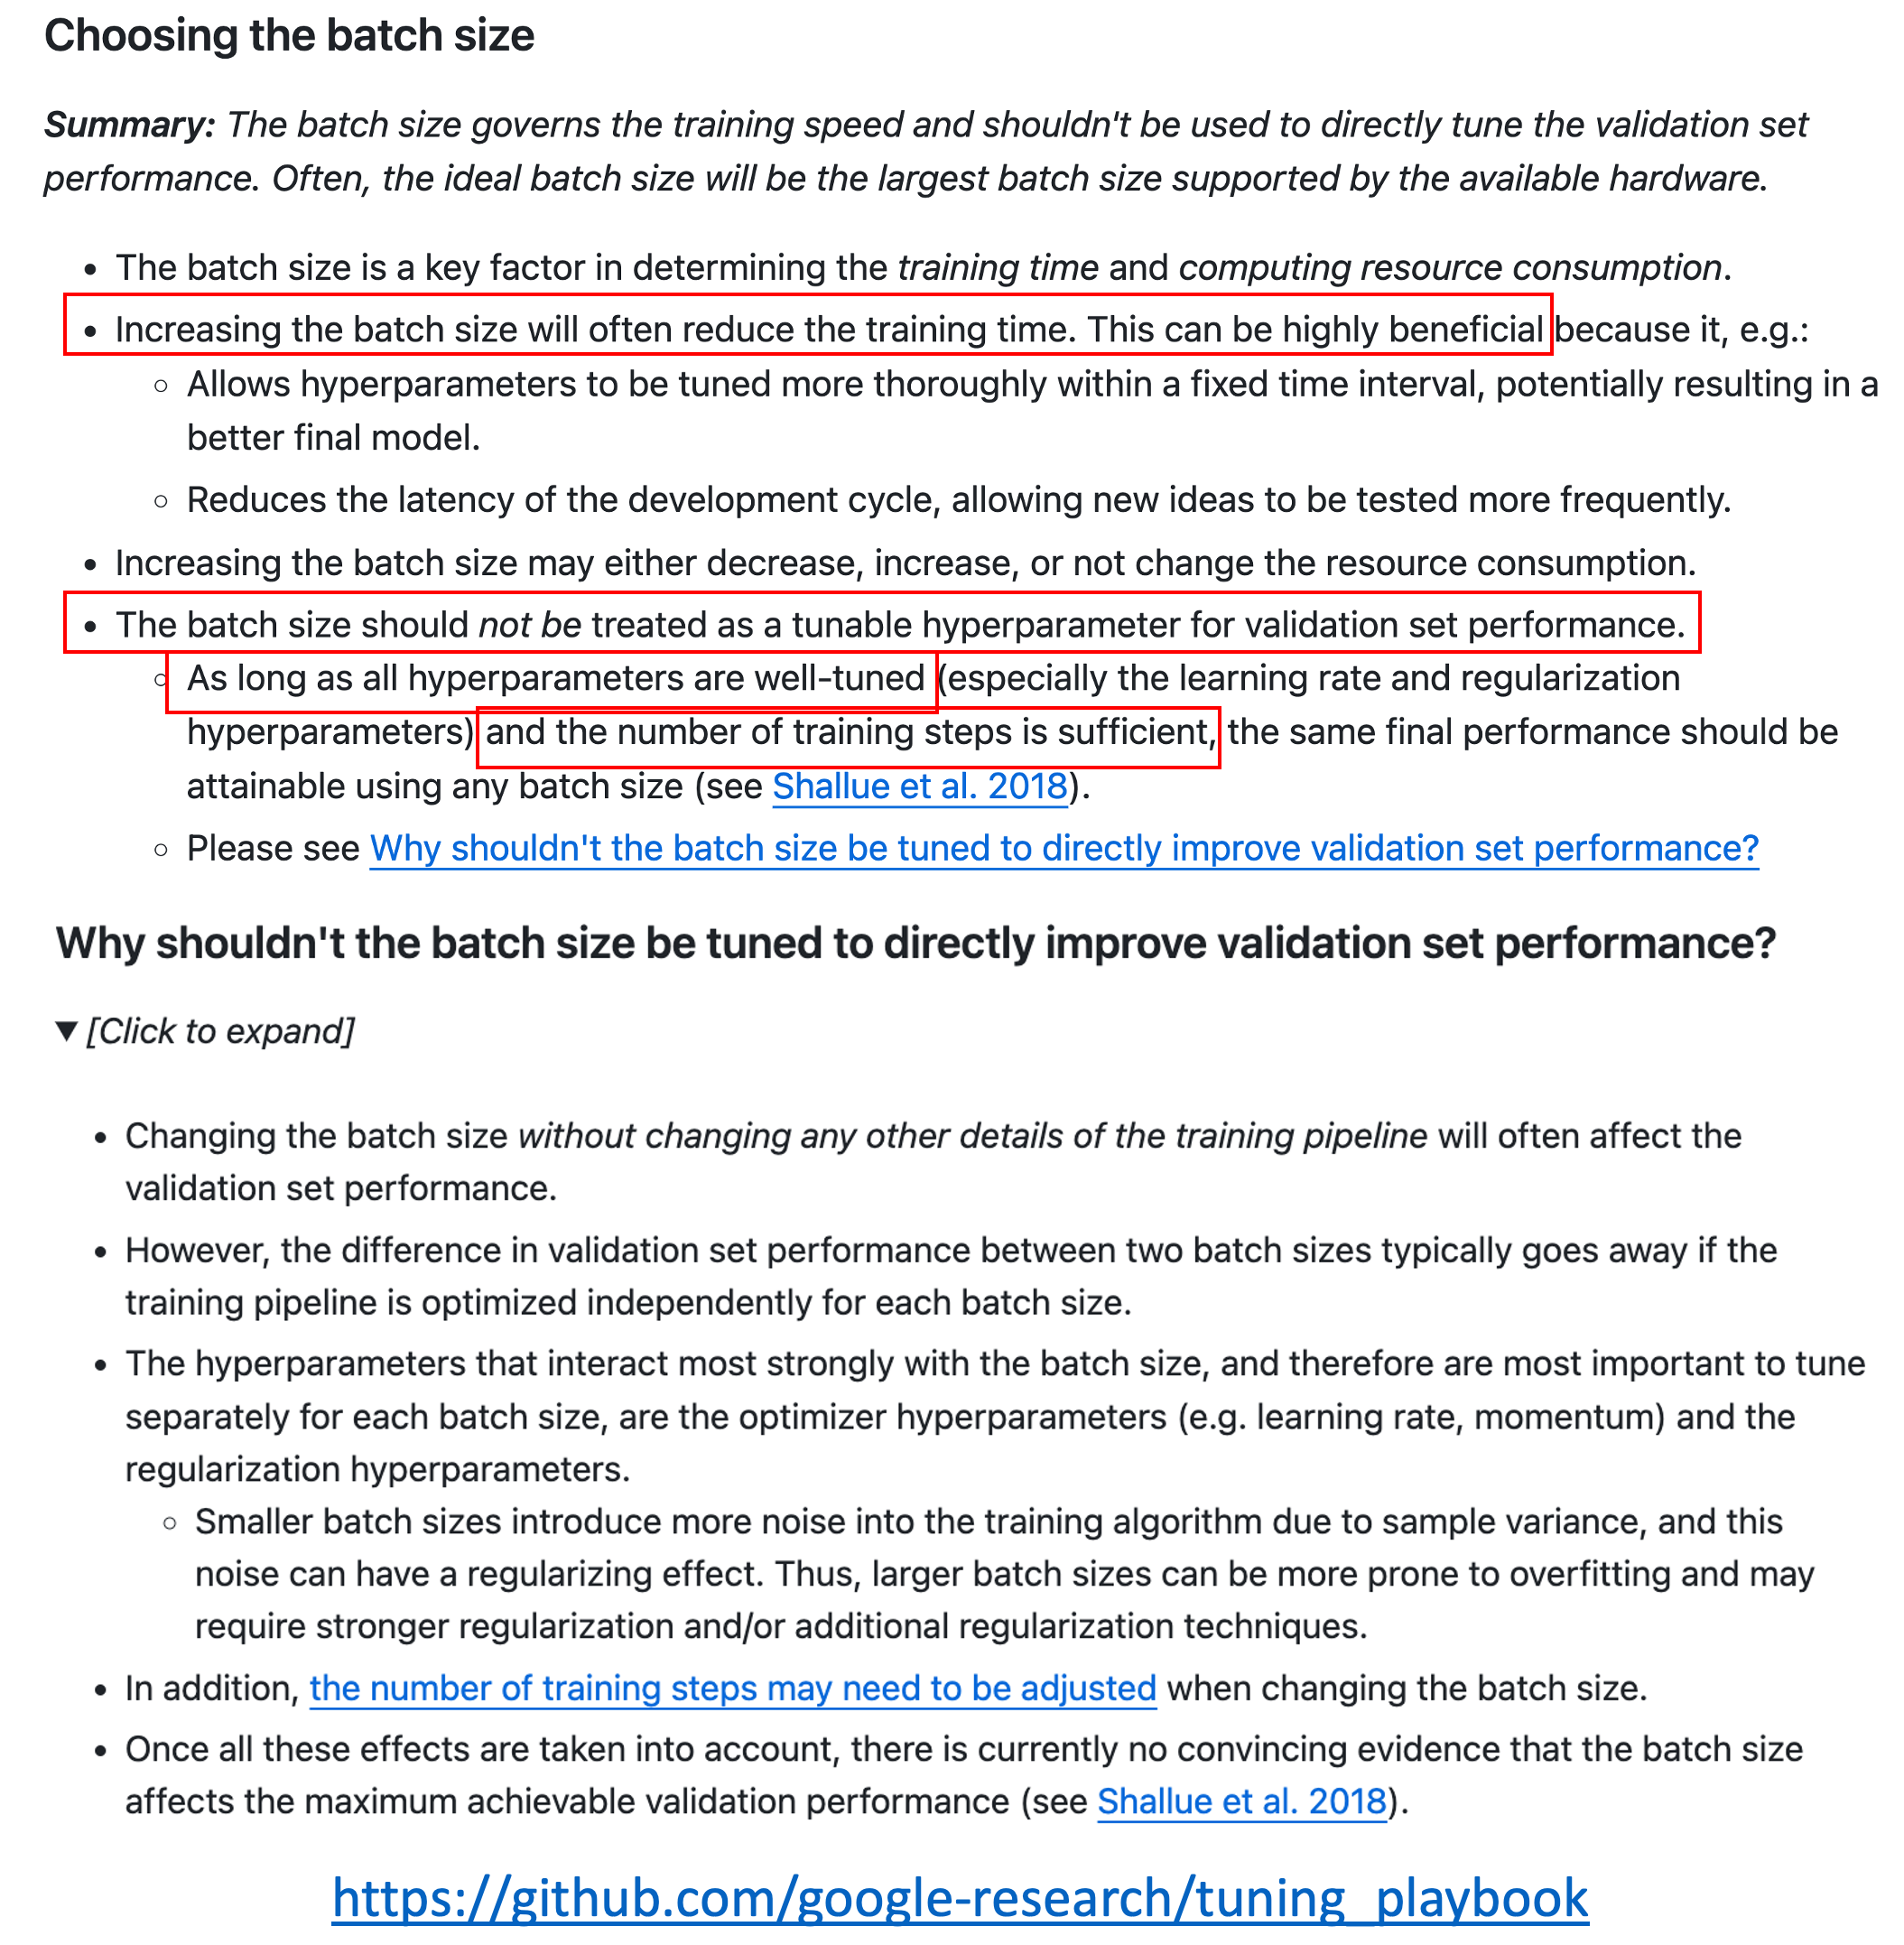 Choosing the batch size
Summary: The batch size governs the training speed and shouldn't be used to directly tune the validation set
performance. Often, the ideal batch size will be the largest batch size supported by the available hardware.
• The batch size is a key factor in determining the training time and computing resource consumption.
• Increasing the batch size will often reduce the training time. This can be highly beneficial because it, e.g.:
◦ Allows hyperparameters to be tuned more thoroughly within a fixed time interval, potentially resulting in a
better final model.
◦ Reduces the latency of the development cycle, allowing new ideas to be tested more frequently.
• Increasing the batch size may either decrease, increase, or not change the resource consumption.
• The batch size should not be treated as a tunable hyperparameter for validation set performance.
◦ As long as all hyperparameters are well-tuned (especially the learning rate and regularization
hyperparameters) and the number of training steps is sufficient, the same final performance should be
attainable using any batch size (see Shallue et al. 2018).
◦ Please see Why shouldn't the batch size be tuned to directly improve validation set performance?
Why shouldn't the batch size be tuned to directly improve validation set performance?
▼ [Click to expand]
• Changing the batch size without changing any other details of the training pipeline will often affect the
validation set performance.
• However, the difference in validation set performance between two batch sizes typically goes away if the
training pipeline is optimized independently for each batch size.
• The hyperparameters that interact most strongly with the batch size, and therefore are most important to tune
separately for each batch size, are the optimizer hyperparameters (e.g. learning rate, momentum) and the
regularization hyperparameters.
◦ Smaller batch sizes introduce more noise into the training algorithm due to sample variance, and this
noise can have a regularizing effect. Thus, larger batch sizes can be more prone to overfitting and may
require stronger regularization and/or additional regularization techniques.
• In addition, the number of training steps may need to be adjusted when changing the batch size.
• Once all these effects are taken into account, there is currently no convincing evidence that the batch size
affects the maximum achievable validation performance (see Shallue et al. 2018).
https://github.com/google-research/tuning_playbook